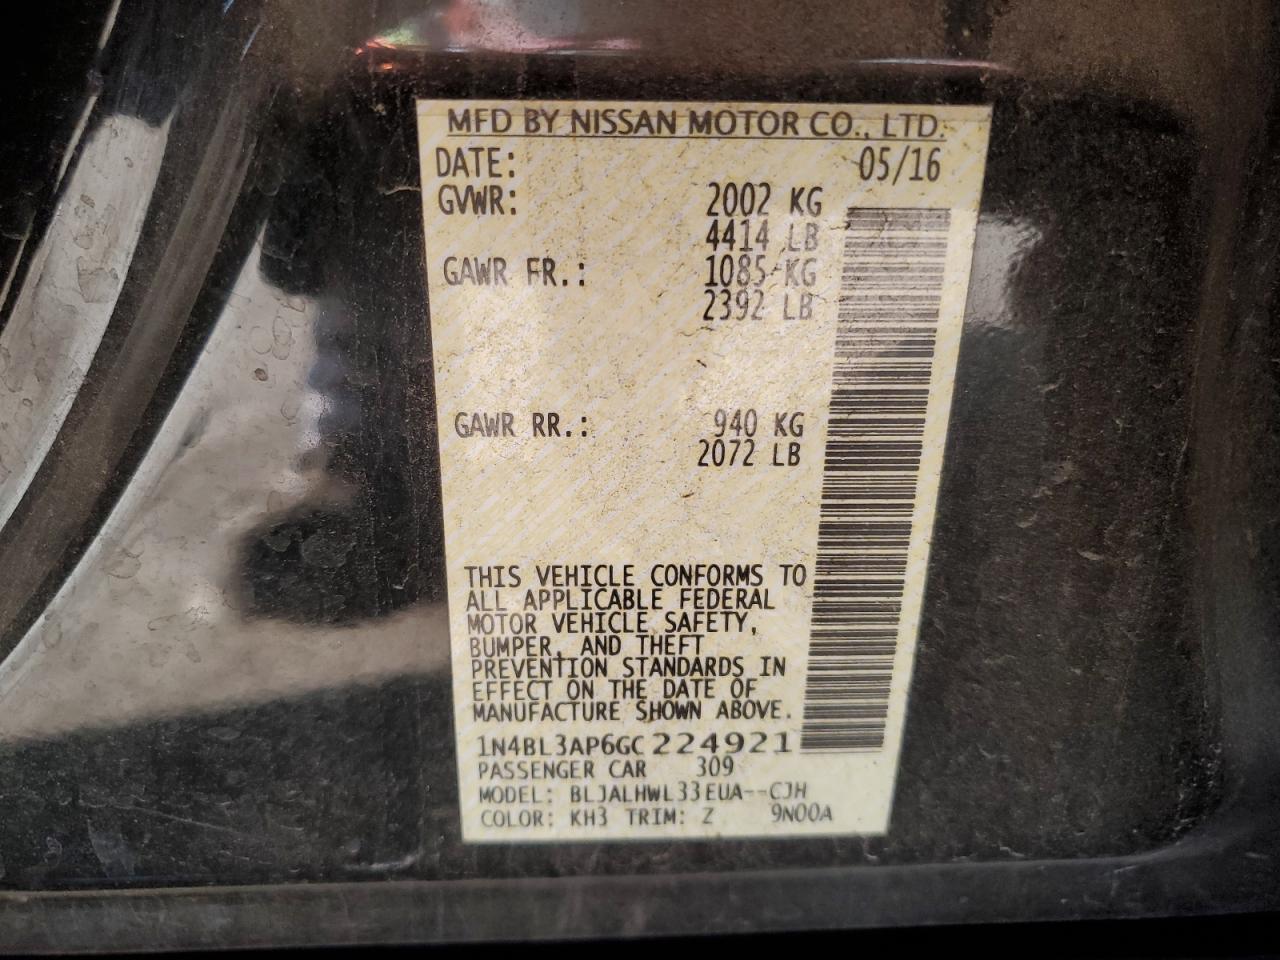 MFD BY NISSAN MOTOR CO., LTD.
DATE: 05/16
GVWR: 2002 KG
4414 LB
GAWR FR.: 1085 KG
2392 LB
GAWR RR.: 940 KG
2072 LB
THIS VEHICLE CONFORMS TO
ALL APPLICABLE FEDERAL
MOTOR VEHICLE SAFETY,
BUMPER, AND THEFT
PREVENTION STANDARDS IN
EFFECT ON THE DATE OF
MANUFACTURE SHOWN ABOVE.
1N4BL3AP6GC224921
PASSENGER CAR 309
MODEL: BLJALHWL33EUA--CJH
COLOR: KH3 TRIM: Z 9N00A